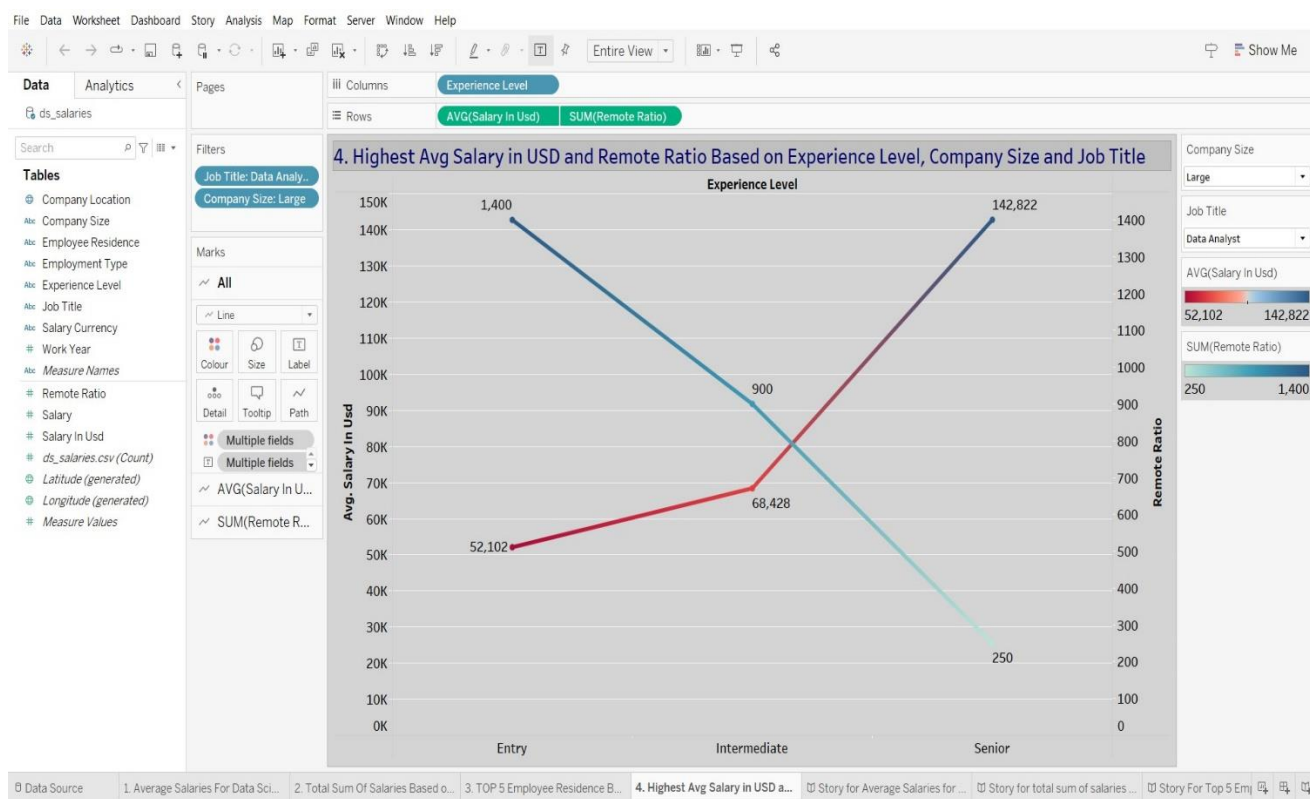 File Data Worksheet Dashboard Story Analysis Map Format Server Window Help
Entire View
Show Me
Data Analytics
ds_salaries
Search
Tables
Company Location
Abc Company Size
Abc Employee Residence
Abc Employment Type
Abc Experience Level
Abc Job Title
Abc Salary Currency
# Work Year
Abc Measure Names
# Remote Ratio
# Salary
# Salary In Usd
# ds_salaries.csv (Count)
Latitude (generated)
Longitude (generated)
# Measure Values
Pages
Filters
Job Title: Data Analy..
Company Size: Large
Marks
All
Line
Colour Size Label
Detail Tooltip Path
Multiple fields
Multiple fields
AVG(Salary In U...
SUM(Remote R...
iii Columns Experience Level
Rows AVG(Salary In Usd) SUM(Remote Ratio)
4. Highest Avg Salary in USD and Remote Ratio Based on Experience Level, Company Size and Job Title
Experience Level
Avg. Salary In Usd
150K
140K
130K
120K
110K
100K
90K
80K
70K
60K
50K
40K
30K
20K
10K
0K
1,400
142,822
900
68,428
52,102
250
1400
1300
1200
1100
1000
900
800
700
600
500
400
300
200
100
0
Remote Ratio
Entry Intermediate Senior
Company Size
Large
Job Title
Data Analyst
AVG(Salary In Usd)
52,102 142,822
SUM(Remote Ratio)
250 1,400
Data Source 1. Average Salaries For Data Sci... 2. Total Sum Of Salaries Based o... 3. TOP 5 Employee Residence B... 4. Highest Avg Salary in USD a... Story for Average Salaries for ... Story for total sum of salaries ... Story For Top 5 Em